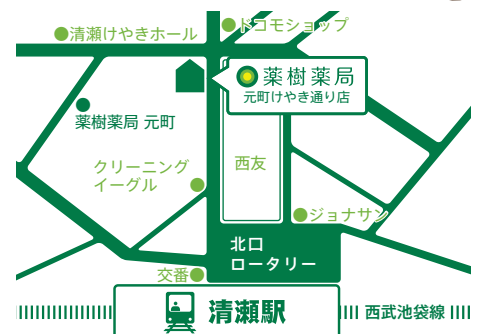 ドコモショップ
清瀬けやきホール
薬樹薬局
元町けやき通り店
薬樹薬局 元町
クリーニング
イーグル
西友
ジョナサン
北口
ロータリー
交番
清瀬駅
西武池袋線